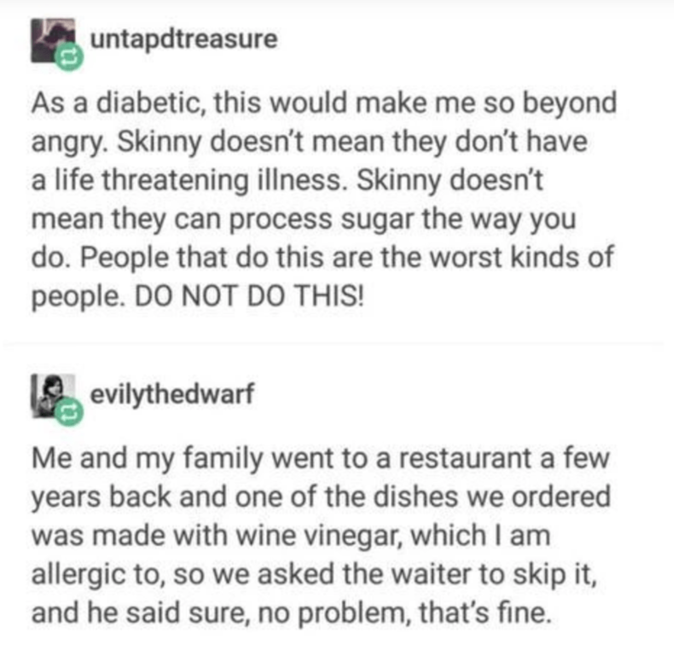 untapdtreasure
As a diabetic, this would make me so beyond
angry. Skinny doesn't mean they don't have
a life threatening illness. Skinny doesn't
mean they can process sugar the way you
do. People that do this are the worst kinds of
people. DO NOT DO THIS!
evilythedwarf
Me and my family went to a restaurant a few
years back and one of the dishes we ordered
was made with wine vinegar, which I am
allergic to, so we asked the waiter to skip it,
and he said sure, no problem, that's fine.